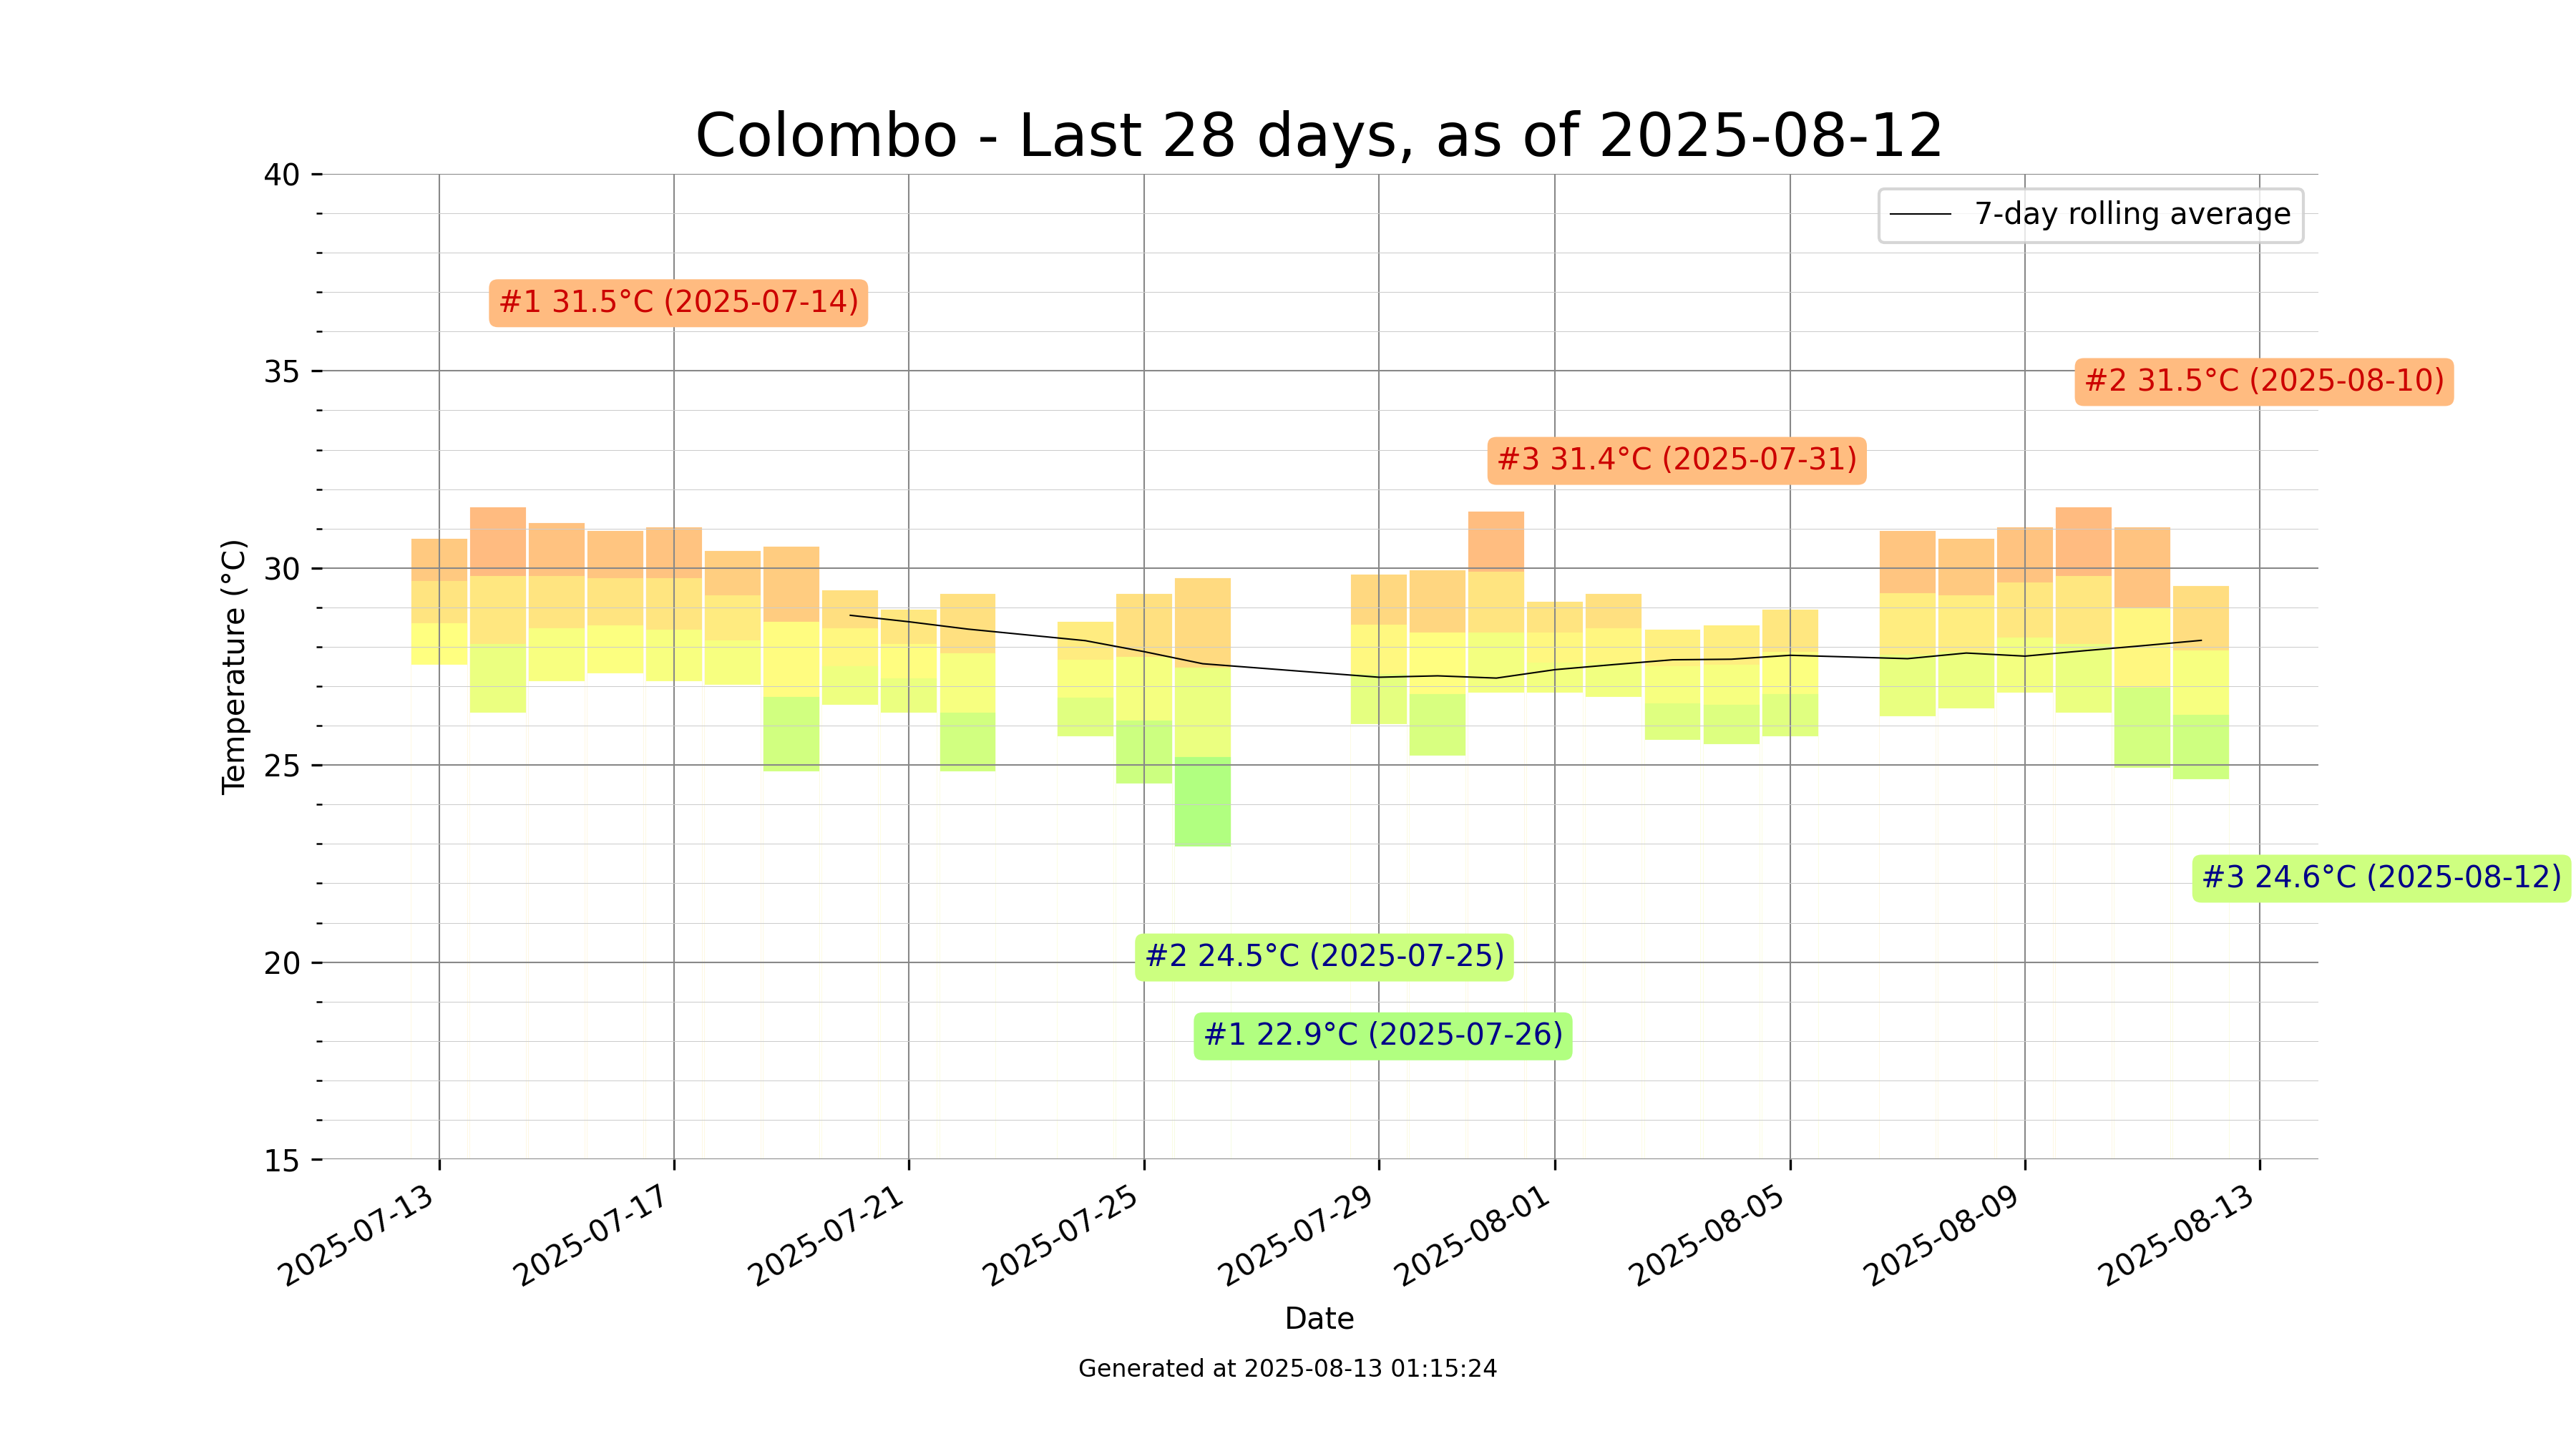 Colombo - Last 28 days, as of 2025-08-12
40
7-day rolling average
#1 31.5°C (2025-07-14)
35
#2 31.5°C (2025-08-10)
#3 31.4°C (2025-07-31)
30
Temperature (°C)
25
#3 24.6°C (2025-08-12)
#2 24.5°C (2025-07-25)
20
#1 22.9°C (2025-07-26)
15
2025-07-13
2025-07-17
2025-07-21
2025-07-25
2025-07-29
2025-08-01
2025-08-05
2025-08-09
2025-08-13
Date
Generated at 2025-08-13 01:15:24